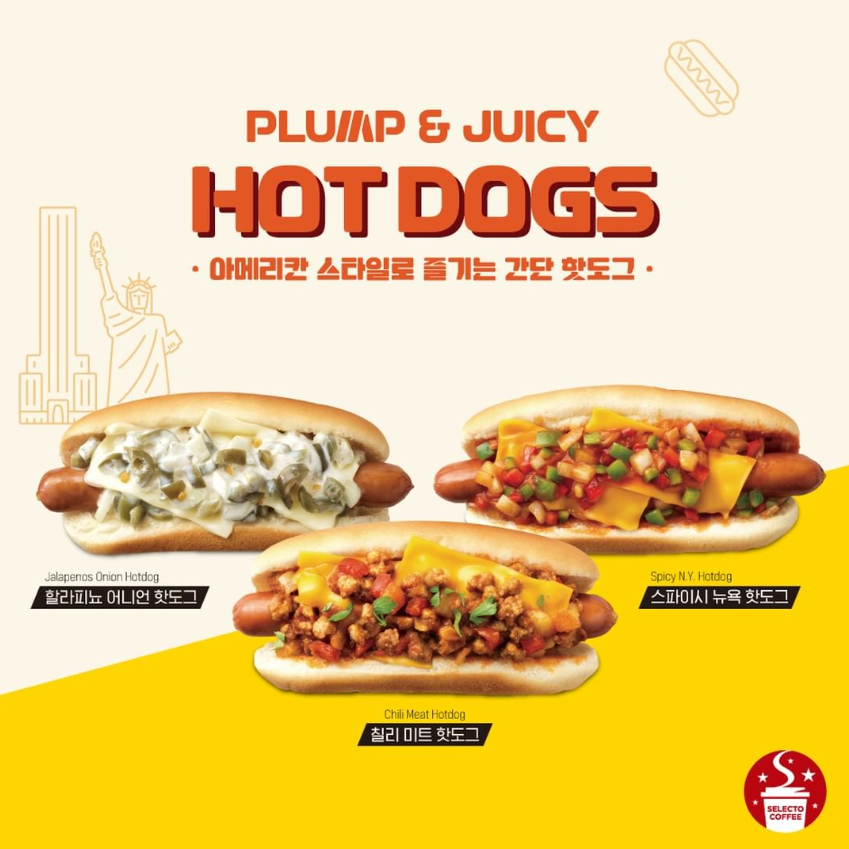 PLUMP & JUICY
HOT DOGS
· 아메리칸 스타일로 즐기는 간단 핫도그 ·
Jalapenos Onion Hotdog
할라피뇨 어니언 핫도그
Spicy N.Y. Hotdog
스파이시 뉴욕 핫도그
Chili Meat Hotdog
칠리 미트 핫도그
SELECTO
COFFEE